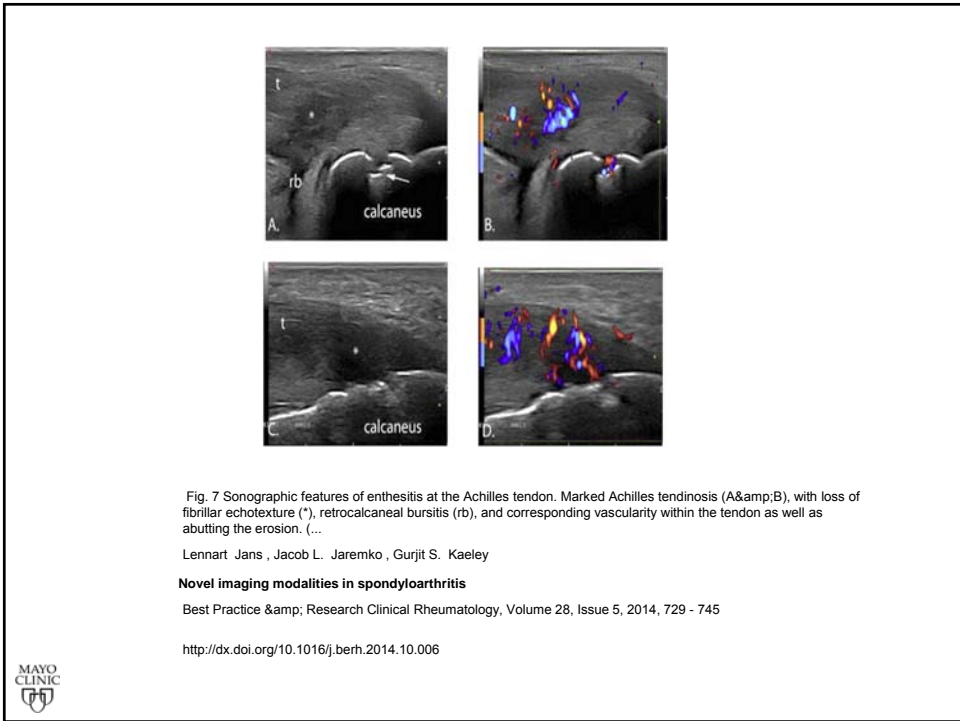 t
*
rb
calcaneus
A.
B.
t
*
calcaneus
C.
D.
Fig. 7 Sonographic features of enthesitis at the Achilles tendon. Marked Achilles tendinosis (A&amp;B), with loss of
fibrillar echotexture (*), retrocalcaneal bursitis (rb), and corresponding vascularity within the tendon as well as
abutting the erosion. (...
Lennart Jans , Jacob L. Jaremko , Gurjit S. Kaeley
Novel imaging modalities in spondyloarthritis
Best Practice &amp; Research Clinical Rheumatology, Volume 28, Issue 5, 2014, 729 - 745
http://dx.doi.org/10.1016/j.berh.2014.10.006
MAYO
CLINIC